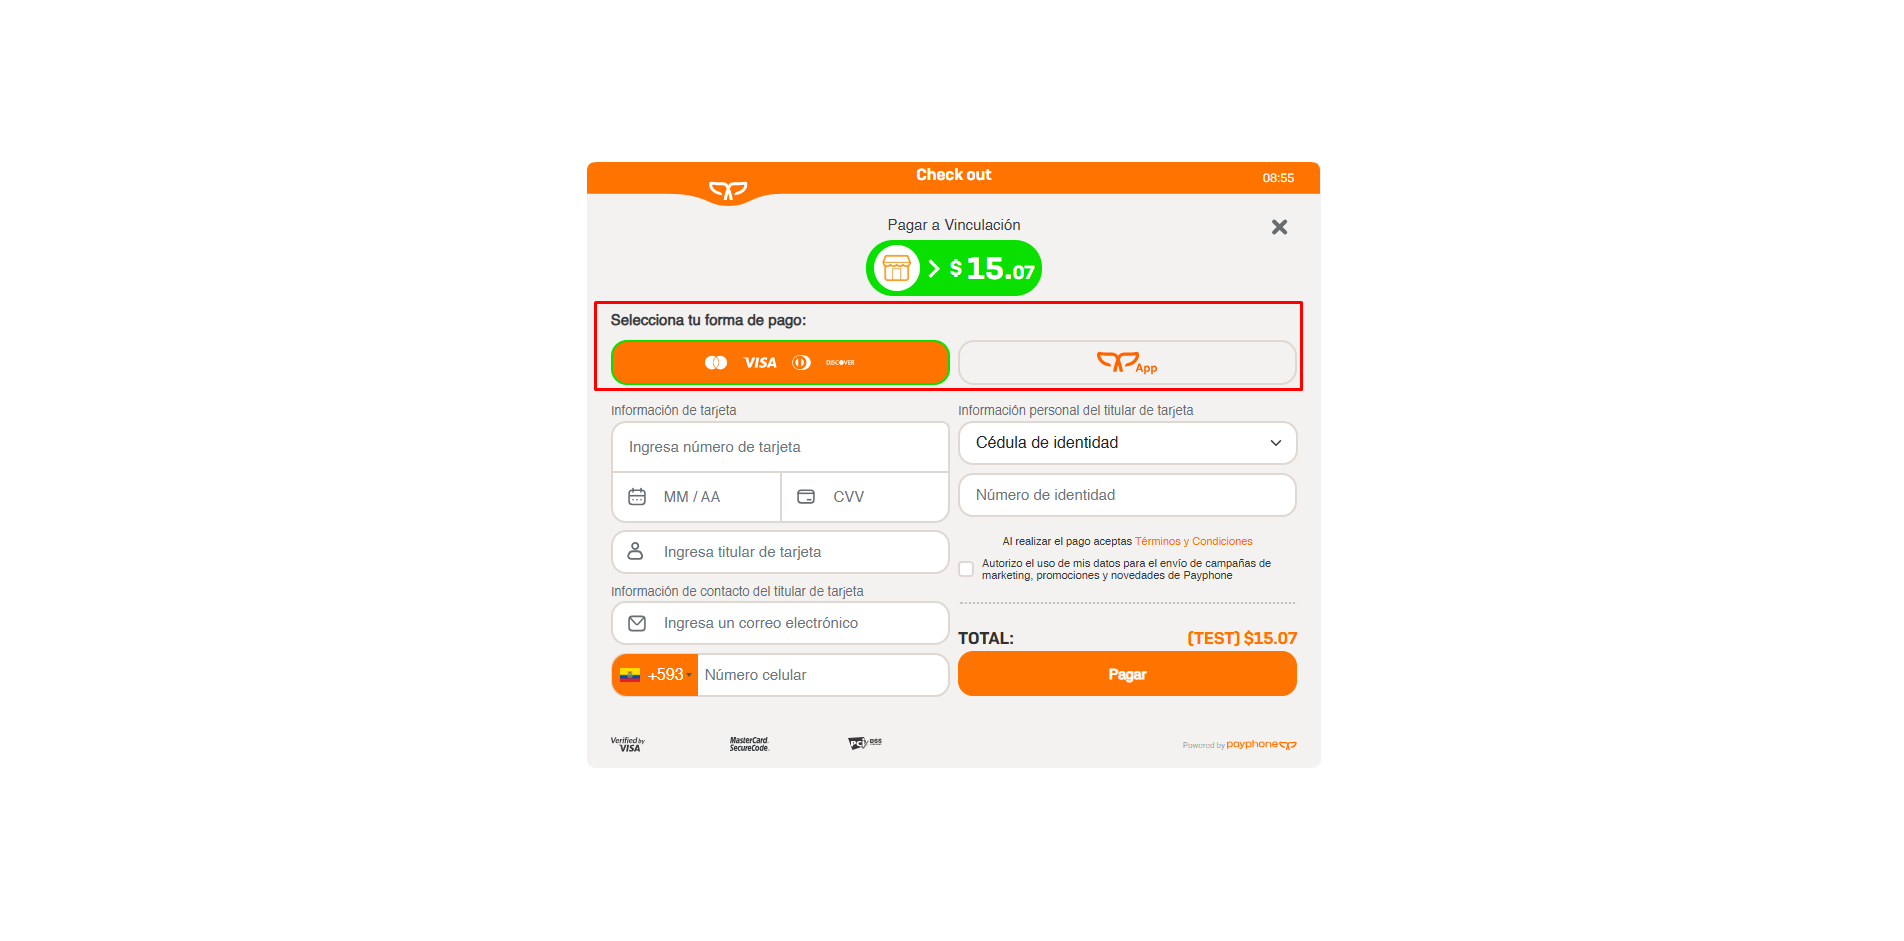 Check out
08:55
Pagar a Vinculación
$ 15.07
Selecciona tu forma de pago:
VISA DISCOVER
App
Información de tarjeta
Ingresa número de tarjeta
MM / AA
CVV
Ingresa titular de tarjeta
Información de contacto del titular de tarjeta
Ingresa un correo electrónico
+593 Número celular
Información personal del titular de tarjeta
Cédula de identidad
Número de identidad
Al realizar el pago aceptas Términos y Condiciones
Autorizo el uso de mis datos para el envío de campañas de
marketing, promociones y novedades de Payphone
TOTAL: (TEST) $15.07
Pagar
Verified by
VISA
MasterCard.
SecureCode.
PCI DSS
Powered by payphone